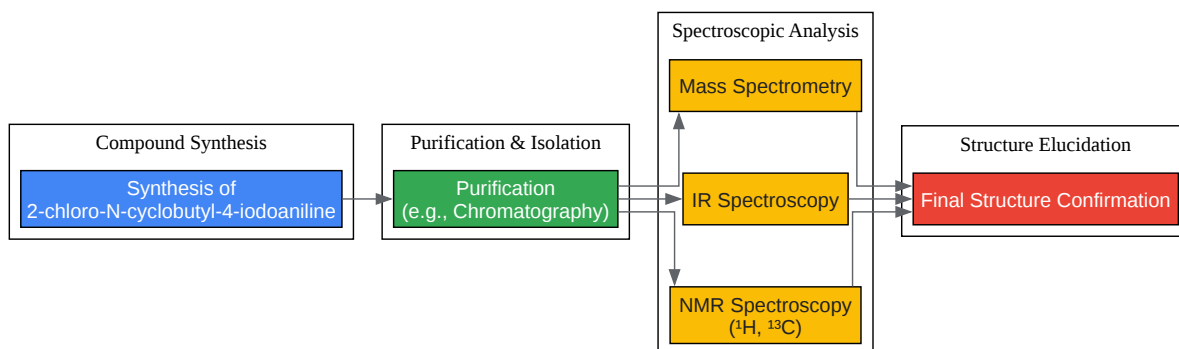 Compound Synthesis
Synthesis of
2-chloro-N-cyclobutyl-4-iodoaniline
Purification & Isolation
Purification
(e.g., Chromatography)
Spectroscopic Analysis
Mass Spectrometry
IR Spectroscopy
NMR Spectroscopy
(¹H, ¹³C)
Structure Elucidation
Final Structure Confirmation